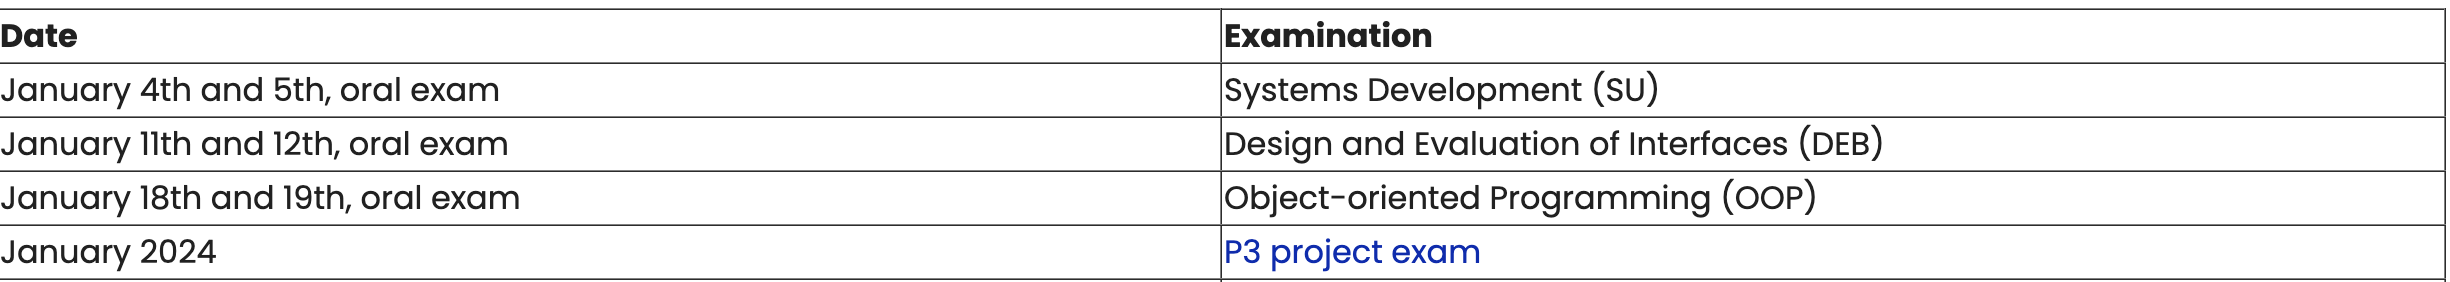 Date Examination
January 4th and 5th, oral exam Systems Development (SU)
January 11th and 12th, oral exam Design and Evaluation of Interfaces (DEB)
January 18th and 19th, oral exam Object-oriented Programming (OOP)
January 2024 P3 project exam